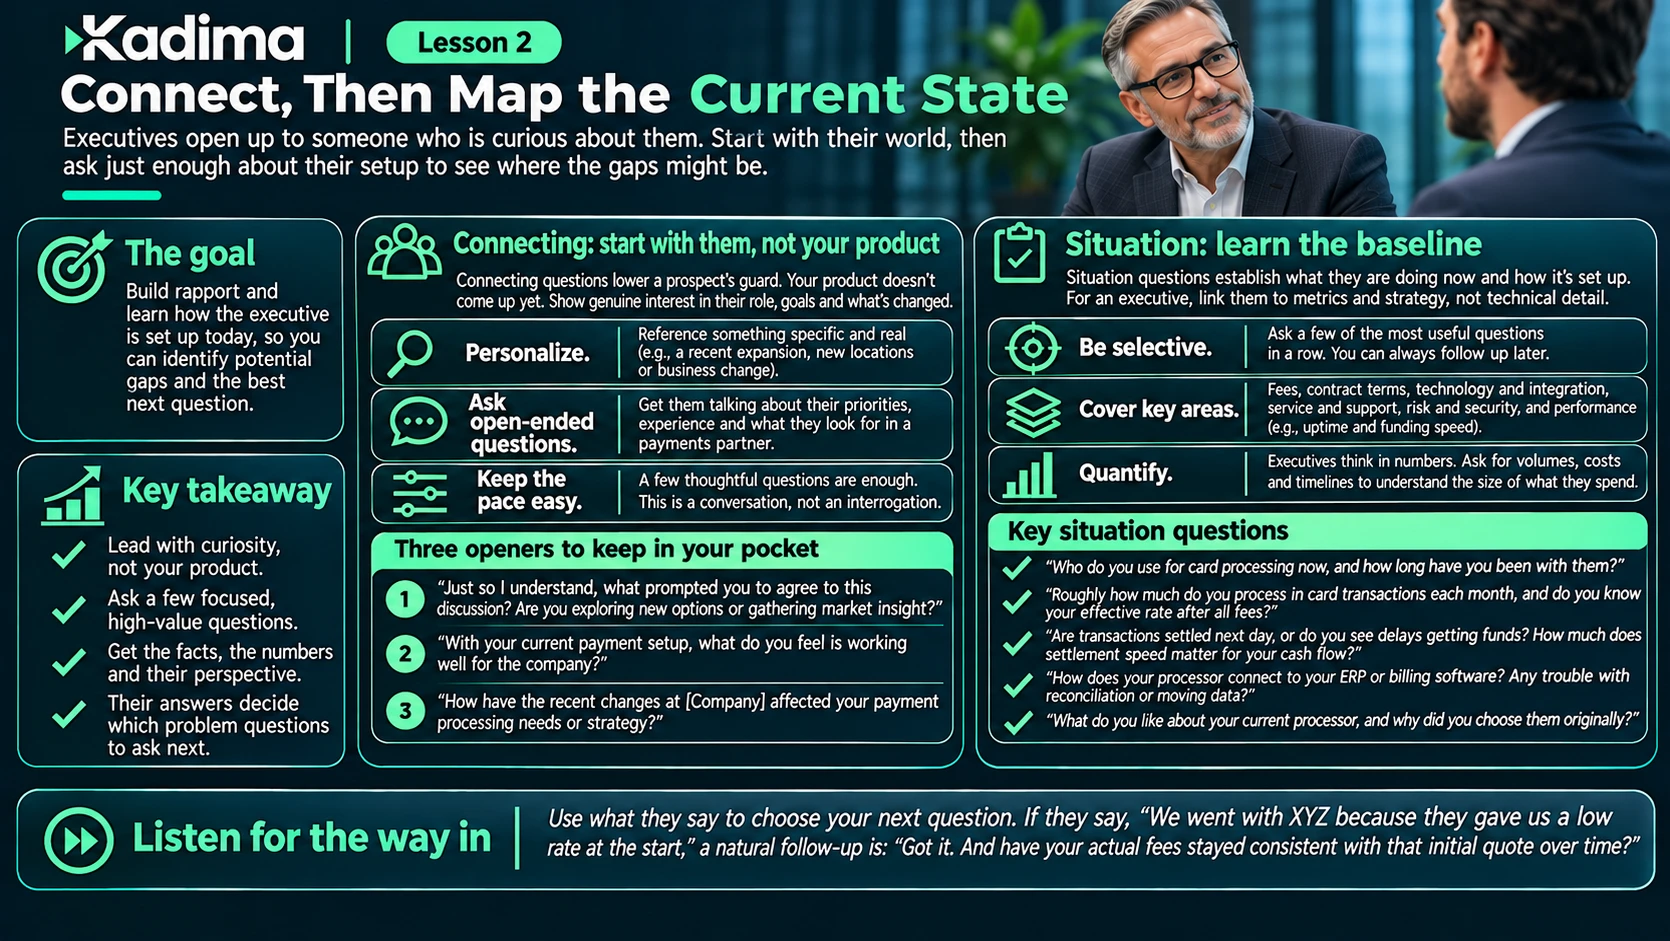 Kadima
Lesson 2
Connect, Then Map the Current State
Executives open up to someone who is curious about them. Start with their world, then
ask just enough about their setup to see where the gaps might be.
The goal
Build rapport and
learn how the executive
is set up today, so you
can identify potential
gaps and the best
next question.
Key takeaway
Lead with curiosity,
not your product.
Ask a few focused,
high-value questions.
Get the facts, the numbers
and their perspective.
Their answers decide
which problem questions
to ask next.
Connecting: start with them, not your product
Connecting questions lower a prospect's guard. Your product doesn't
come up yet. Show genuine interest in their role, goals and what's changed.
Personalize.
Reference something specific and real
(e.g., a recent expansion, new locations
or business change).
Ask
open-ended
questions.
Get them talking about their priorities,
experience and what they look for in a
payments partner.
Keep the
pace easy.
A few thoughtful questions are enough.
This is a conversation, not an interrogation.
Three openers to keep in your pocket
1
"Just so I understand, what prompted you to agree to this
discussion? Are you exploring new options or gathering market insight?"
2
"With your current payment setup, what do you feel is working
well for the company?"
3
"How have the recent changes at [Company] affected your payment
processing needs or strategy?"
Situation: learn the baseline
Situation questions establish what they are doing now and how it's set up.
For an executive, link them to metrics and strategy, not technical detail.
Be selective.
Ask a few of the most useful questions
in a row. You can always follow up later.
Cover key areas.
Fees, contract terms, technology and integration,
service and support, risk and security, and performance
(e.g., uptime and funding speed).
Quantify.
Executives think in numbers. Ask for volumes, costs
and timelines to understand the size of what they spend.
Key situation questions
"Who do you use for card processing now, and how long have you been with them?"
"Roughly how much do you process in card transactions each month, and do you know
your effective rate after all fees?"
"Are transactions settled next day, or do you see delays getting funds? How much does
settlement speed matter for your cash flow?"
"How does your processor connect to your ERP or billing software? Any trouble with
reconciliation or moving data?"
"What do you like about your current processor, and why did you choose them originally?"
Listen for the way in
Use what they say to choose your next question. If they say, "We went with XYZ because they gave us a low
rate at the start," a natural follow-up is: "Got it. And have your actual fees stayed consistent with that initial quote over time?"